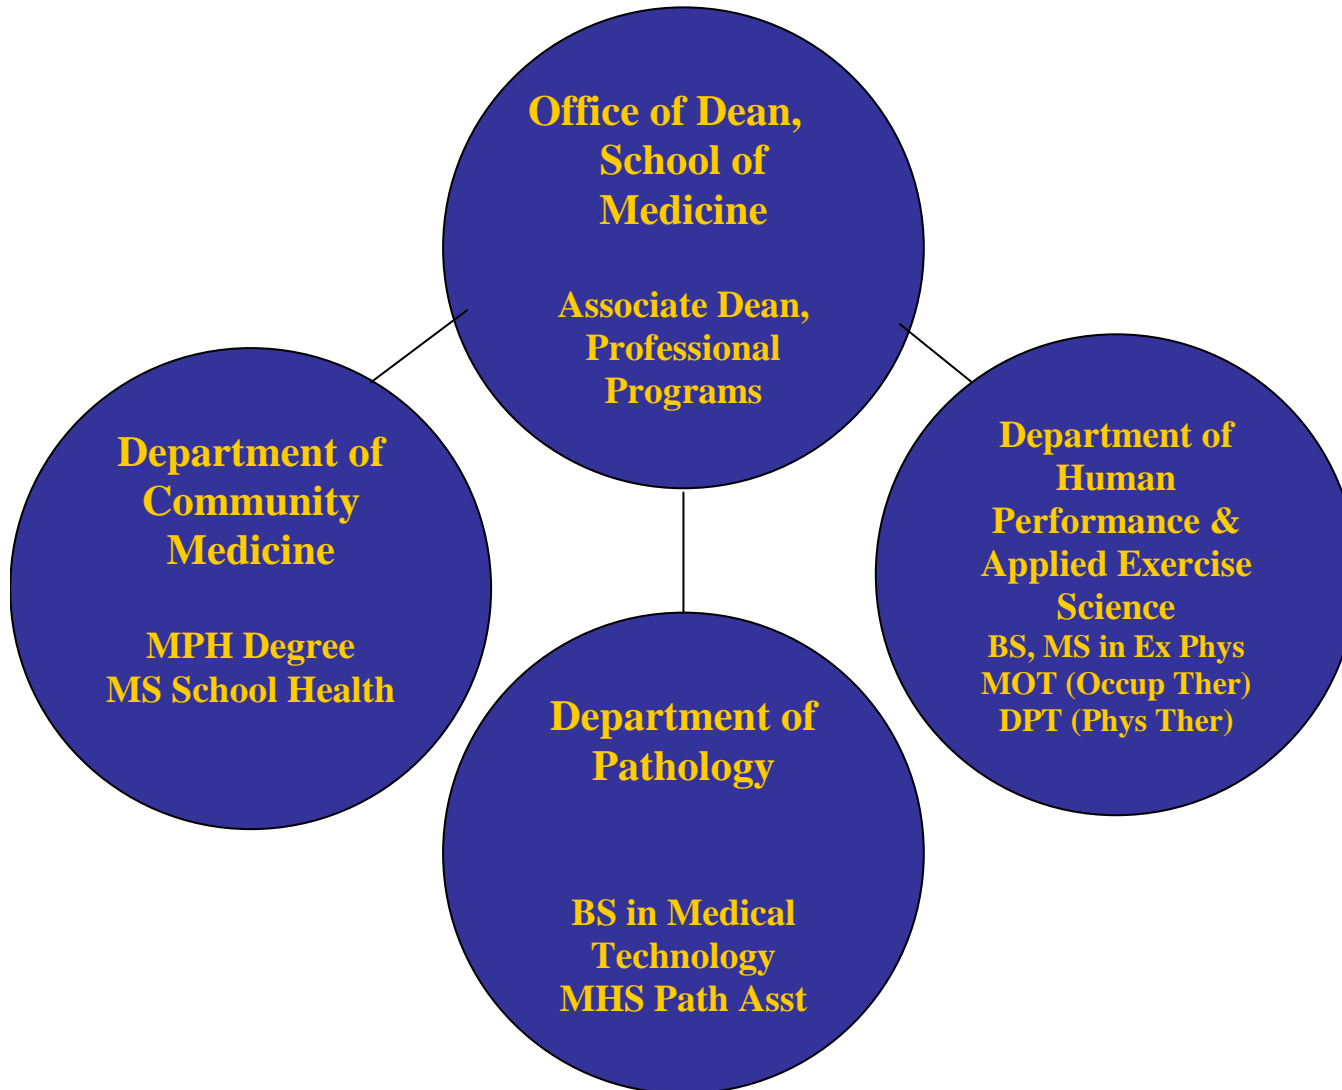 Office of Dean,
School of
Medicine
Associate Dean,
Professional
Programs
Department of
Community
Medicine
MPH Degree
MS School Health
Department of
Human
Performance &
Applied Exercise
Science
BS, MS in Ex Phys
MOT (Occup Ther)
DPT (Phys Ther)
Department of
Pathology
BS in Medical
Technology
MHS Path Asst